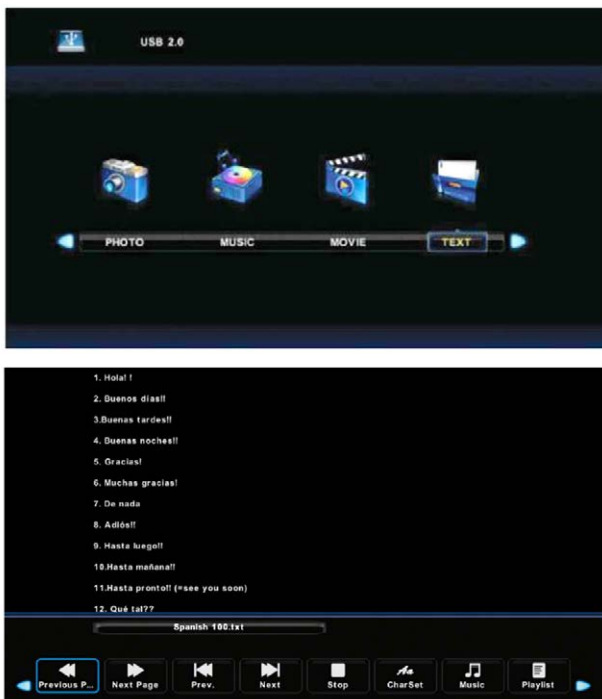 USB 2.0
PHOTO MUSIC MOVIE TEXT
1. Hola! !
2. Buenos días!!
3.Buenas tardes!!
4. Buenas noches!!
5. Gracias!
6. Muchas gracias!
7. De nada
8. Adiós!!
9. Hasta luego!!
10.Hasta mañana!!
11.Hasta pronto!! (=see you soon)
12. Qué tal??
Spanish 100.txt
Previous P... Next Page Prev. Next Stop CharSet Music Playlist